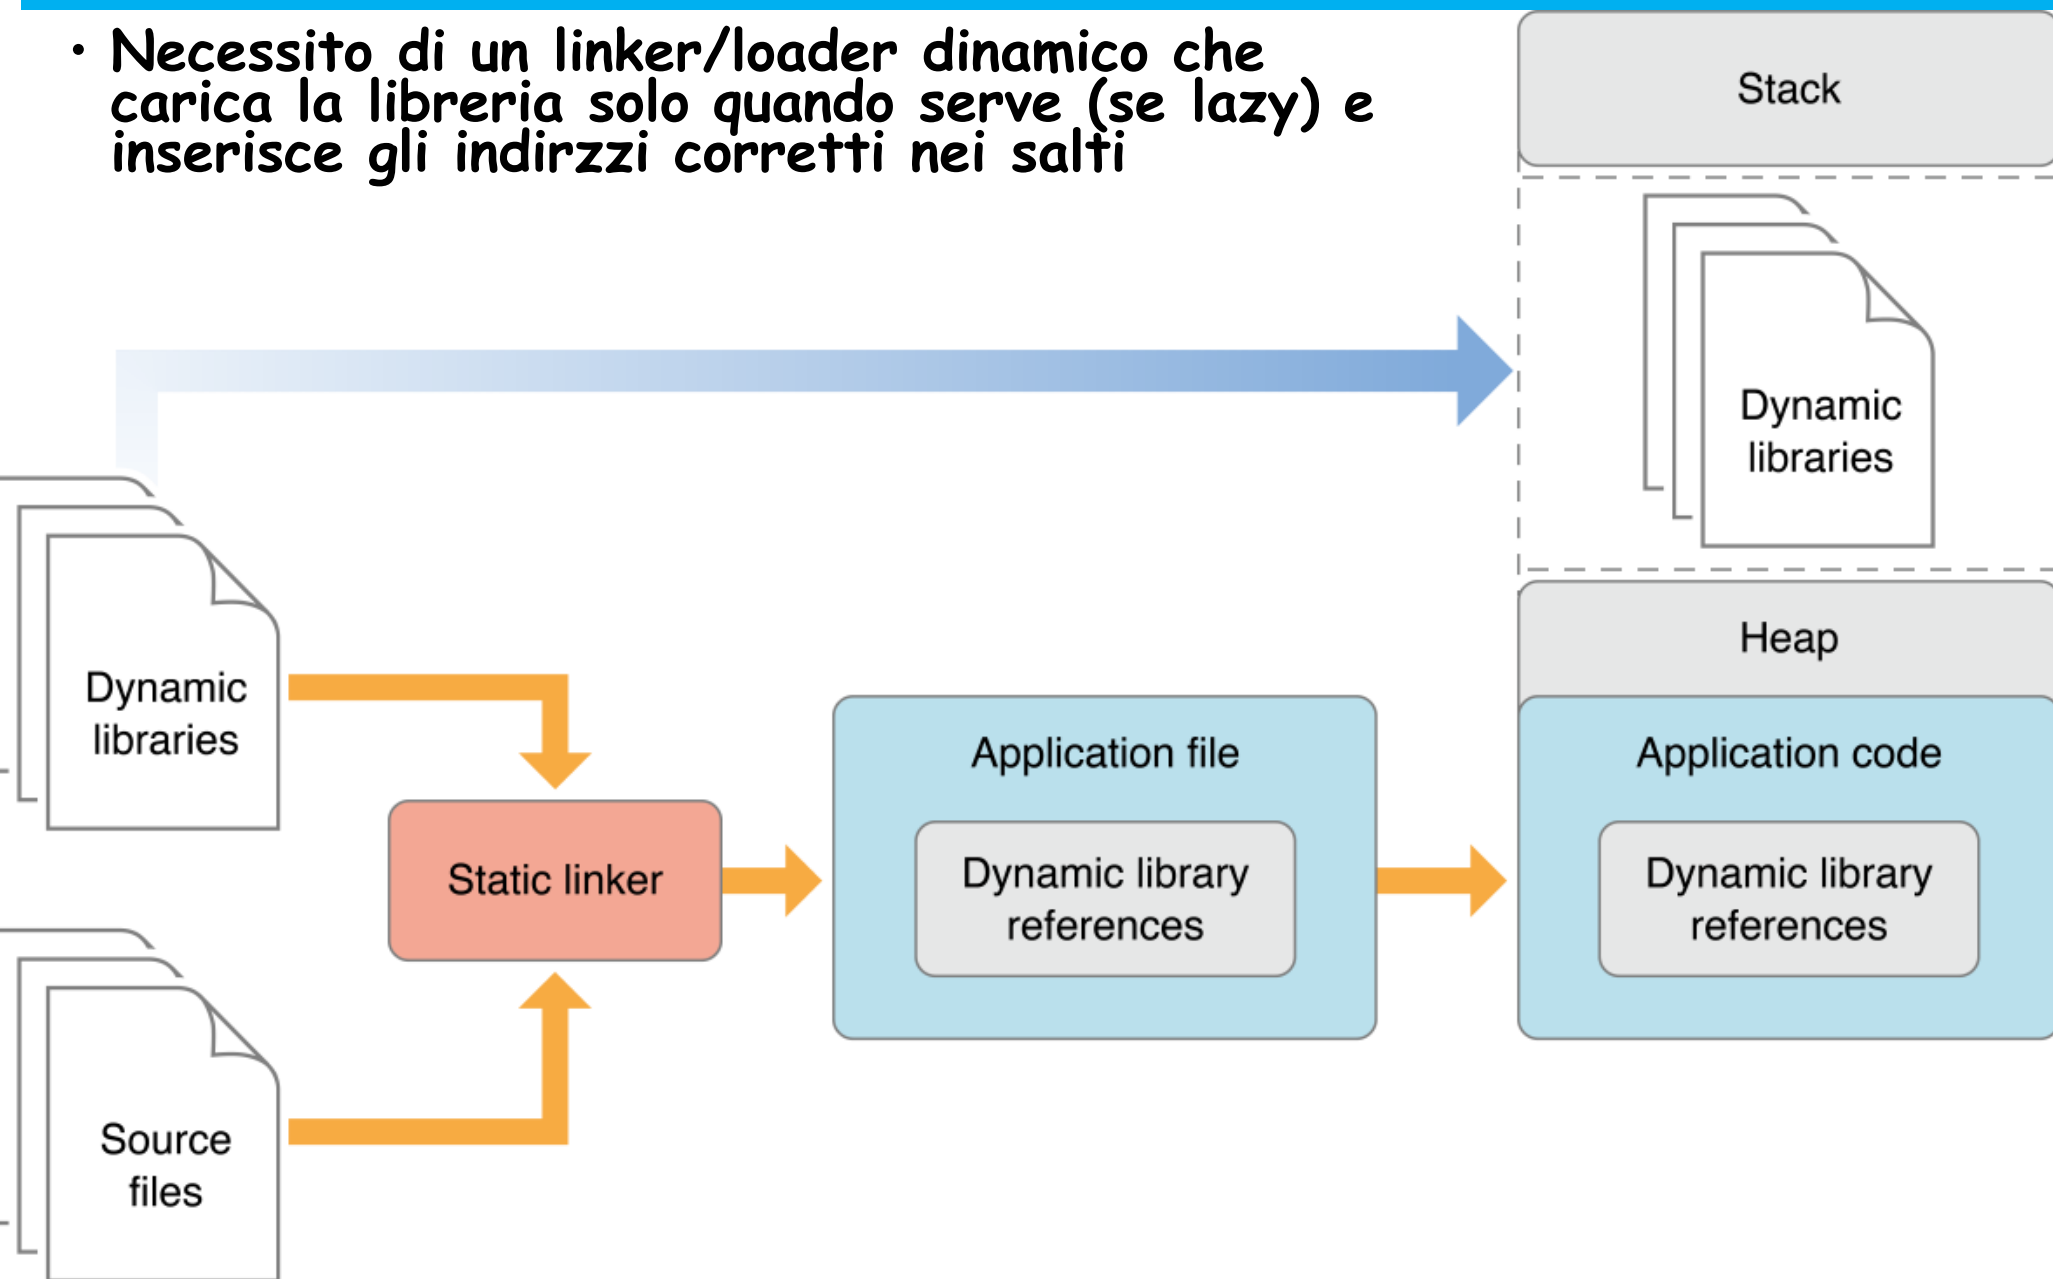 • Necessito di un linker/loader dinamico che
carica la libreria solo quando serve (se lazy) e
inserisce gli indirzzi corretti nei salti
Stack
Dynamic
libraries
Heap
Dynamic
libraries
Application file
Application code
Static linker
Dynamic library
references
Dynamic library
references
Source
files